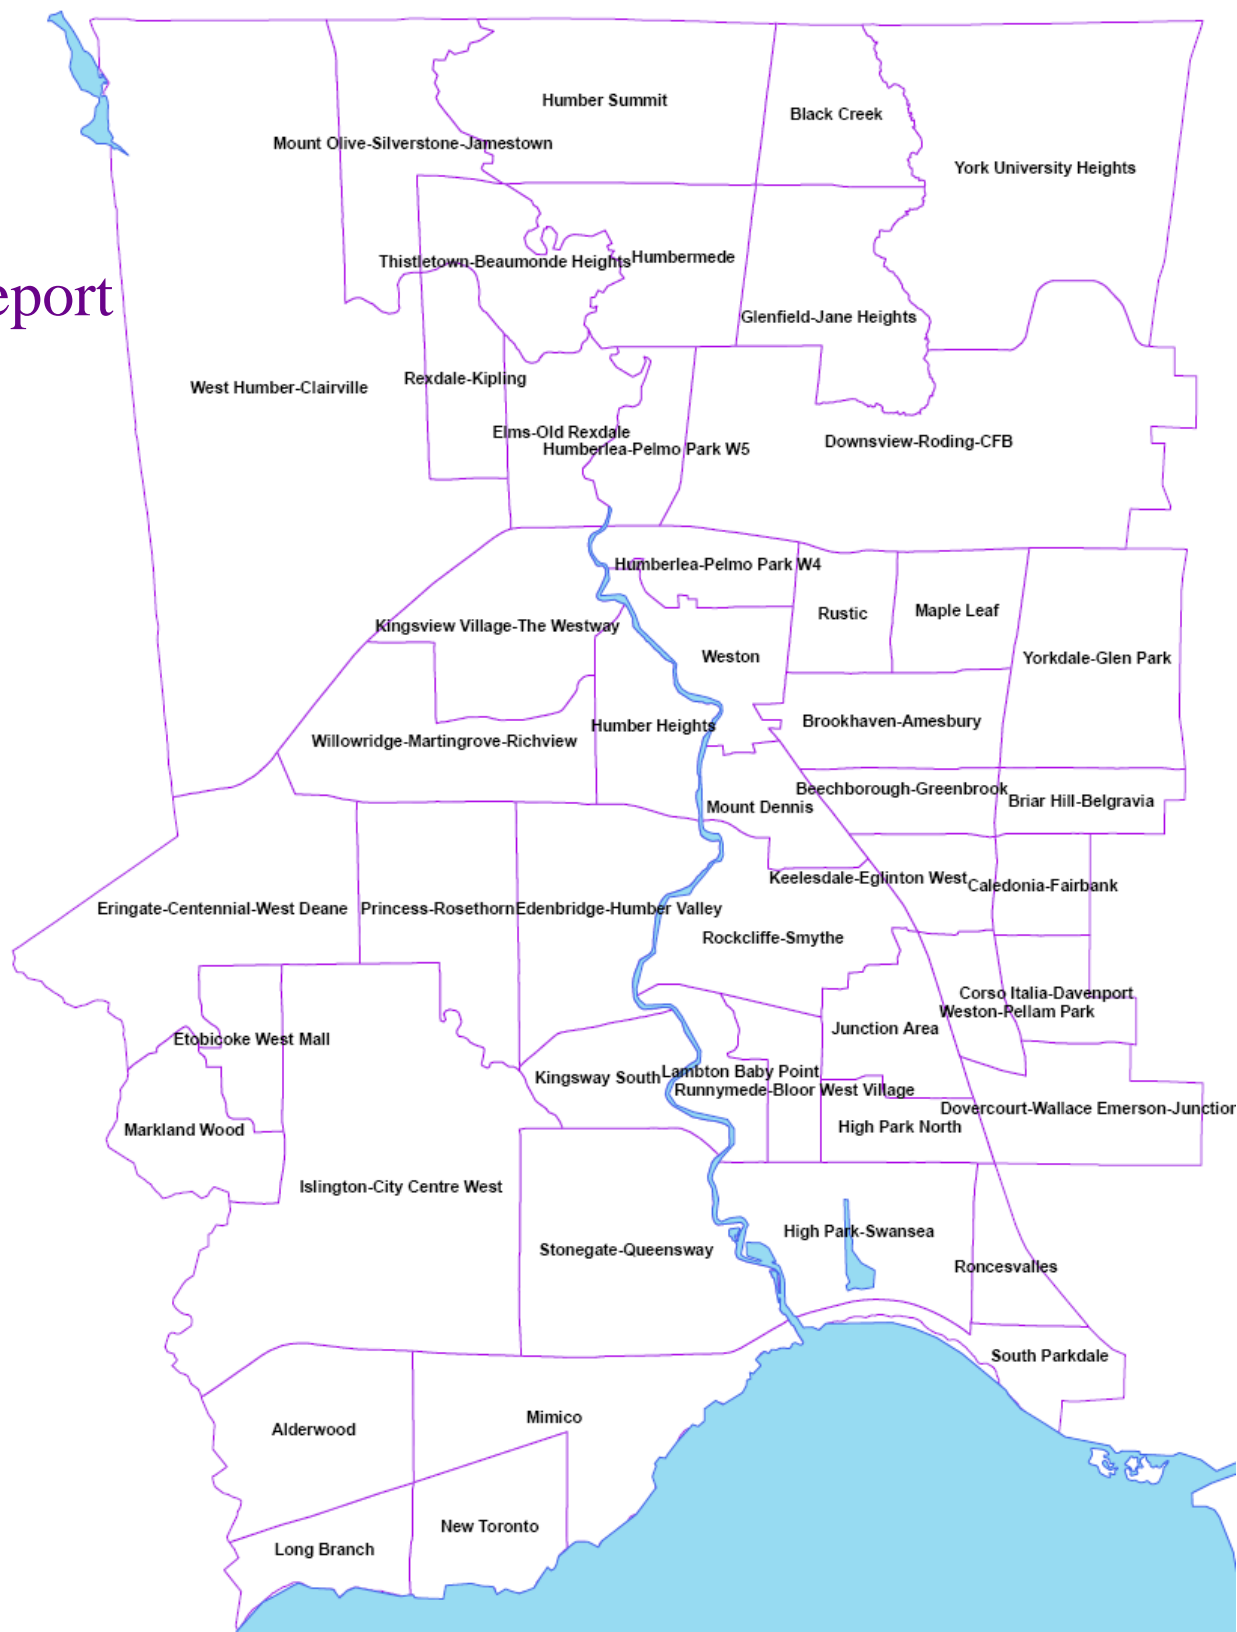 Humber Summit
Black Creek
Mount Olive-Silverstone-Jamestown
York University Heights
Thistletown-Beaumonde Heights
Humbermede
eport
Glenfield-Jane Heights
West Humber-Clairville
Rexdale-Kipling
Elms-Old Rexdale
Humberlea-Pelmo Park W5
Downsview-Roding-CFB
Humberlea-Pelmo Park W4
Rustic
Maple Leaf
Kingsview Village-The Westway
Weston
Yorkdale-Glen Park
Humber Heights
Brookhaven-Amesbury
Willowridge-Martingrove-Richview
Beechborough-Greenbrook
Briar Hill-Belgravia
Mount Dennis
Keelesdale-Eglinton West
Caledonia-Fairbank
Eringate-Centennial-West Deane
Princess-Rosethorn
Edenbridge-Humber Valley
Rockcliffe-Smythe
Corso Italia-Davenport
Weston-Pellam Park
Junction Area
Etobicoke West Mall
Kingsway South
Lambton Baby Point
Runnymede-Bloor West Village
Dovercourt-Wallace Emerson-Junction
High Park North
Markland Wood
Islington-City Centre West
High Park-Swansea
Stonegate-Queensway
Roncesvalles
South Parkdale
Mimico
Alderwood
New Toronto
Long Branch